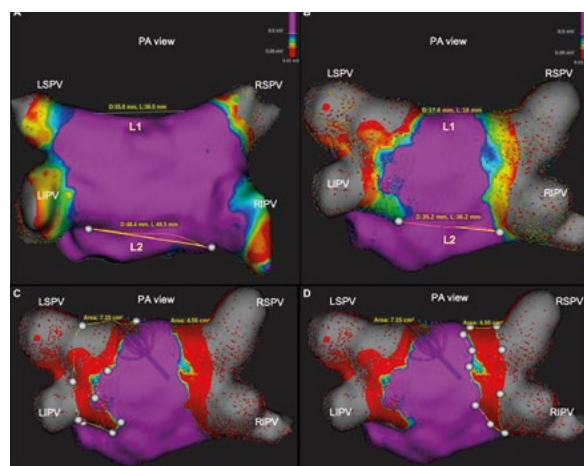 A
PA view
LSPV
RSPV
D:35.8 mm, L:38.5 mm
L1
LIPV
RIPV
D:48.4 mm, L:49.5 mm
L2
B
PA view
LSPV
RSPV
D:17.6 mm, L:18 mm
L1
LIPV
RIPV
D:35.2 mm, L:36.2 mm
L2
C
PA view
LSPV
RSPV
Area: 7.15 cm²
Area: 4.55 cm²
LIPV
RIPV
D
PA view
LSPV
RSPV
Area: 7.15 cm²
Area: 4.55 cm²
LIPV
RIPV